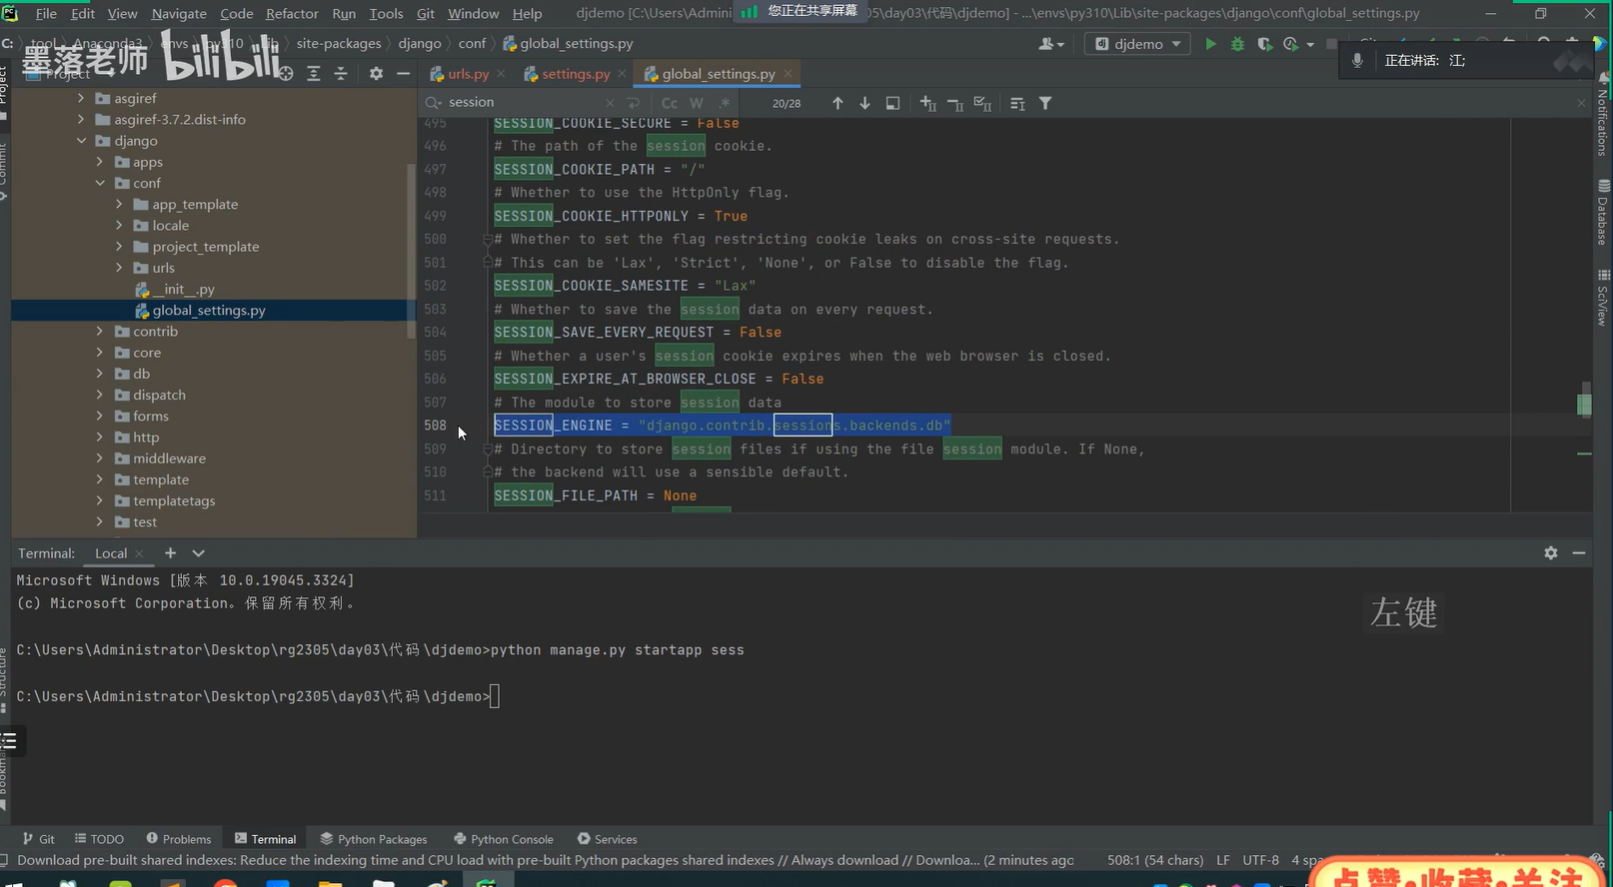 File Edit View Navigate Code Refactor Run Tools Git Window Help djdemo [C:\Users\Admini 您正在共享屏幕 05\day03\代码\djdemo] - ...\envs\py310\Lib\site-packages\django\conf\global_settings.py
C: tool Anaconda3 envs py310 Lib site-packages django conf global_settings.py djdemo
墨落老师 bilibili
正在讲话: 江;
Project
urls.py settings.py global_settings.py
session Cc W .* 20/28
asgiref
asgiref-3.7.2.dist-info
django
apps
conf
app_template
locale
project_template
urls
__init__.py
global_settings.py
contrib
core
db
dispatch
forms
http
middleware
template
templatetags
test
495 SESSION_COOKIE_SECURE = False
496 # The path of the session cookie.
497 SESSION_COOKIE_PATH = "/"
498 # Whether to use the HttpOnly flag.
499 SESSION_COOKIE_HTTPONLY = True
500 # Whether to set the flag restricting cookie leaks on cross-site requests.
501 # This can be 'Lax', 'Strict', 'None', or False to disable the flag.
502 SESSION_COOKIE_SAMESITE = "Lax"
503 # Whether to save the session data on every request.
504 SESSION_SAVE_EVERY_REQUEST = False
505 # Whether a user's session cookie expires when the web browser is closed.
506 SESSION_EXPIRE_AT_BROWSER_CLOSE = False
507 # The module to store session data
508 SESSION_ENGINE = "django.contrib.sessions.backends.db"
509 # Directory to store session files if using the file session module. If None,
510 # the backend will use a sensible default.
511 SESSION_FILE_PATH = None
Project
Commit
Structure
Notifications
Database
SciView
Terminal: Local
Microsoft Windows [版本 10.0.19045.3324]
(c) Microsoft Corporation。保留所有权利。
C:\Users\Administrator\Desktop\rg2305\day03\代码\djdemo>python manage.py startapp sess
C:\Users\Administrator\Desktop\rg2305\day03\代码\djdemo>
左键
Git TODO Problems Terminal Python Packages Python Console Services
Download pre-built shared indexes: Reduce the indexing time and CPU load with pre-built Python packages shared indexes // Always download // Downloa... (2 minutes ago 508:1 (54 chars) LF UTF-8 4 spa
点赞·收藏·关注